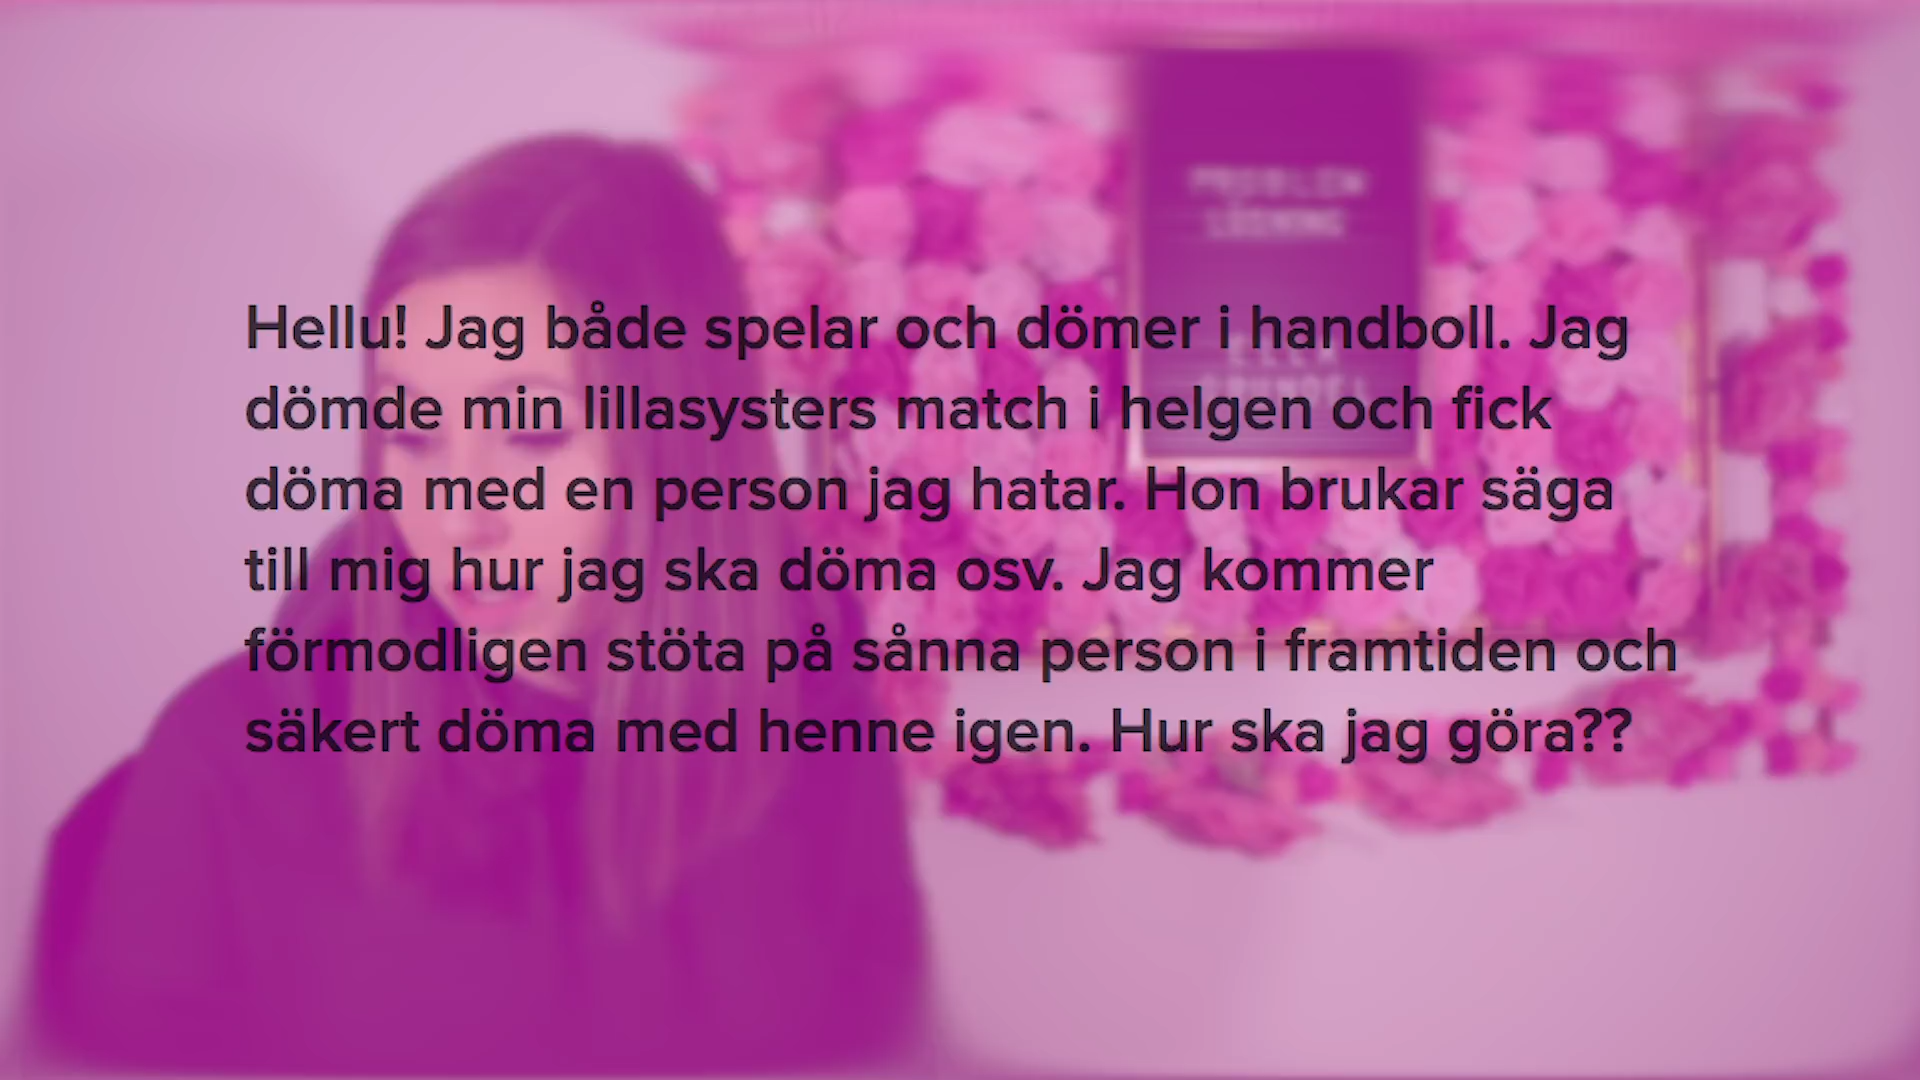 PROBLEM
LÖSNING
Hellu! Jag både spelar och dömer i handboll. Jag
dömde min lillasysters match i helgen och fick
döma med en person jag hatar. Hon brukar säga
till mig hur jag ska döma osv. Jag kommer
förmodligen stöta på sånna person i framtiden och
säkert döma med henne igen. Hur ska jag göra??